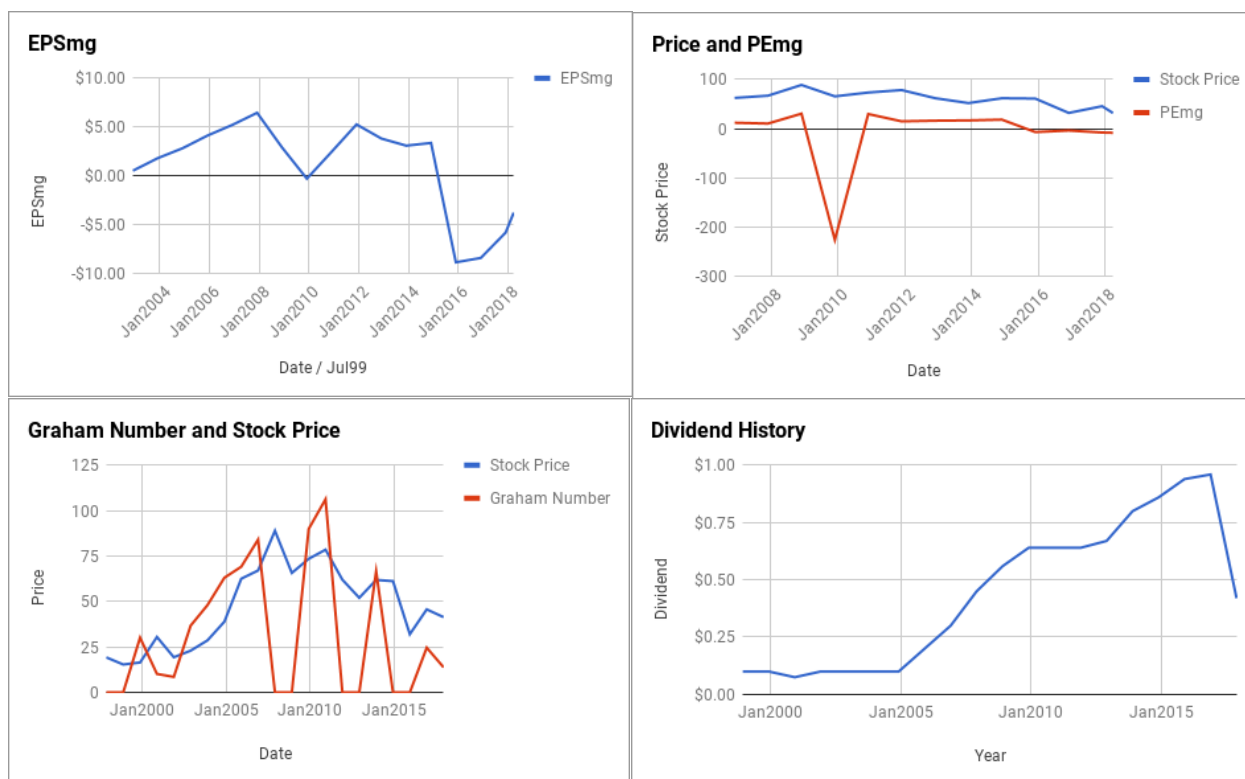 EPSmg
$10.00
$5.00
$0.00
-$5.00
-$10.00
EPSmg
Jan2004
Jan2006
Jan2008
Jan2010
Jan2012
Jan2014
Jan2016
Jan2018
Date / Jul99
EPSmg
Price and PEmg
100
0
-100
-200
-300
Stock Price
Jan2008
Jan2010
Jan2012
Jan2014
Jan2016
Jan2018
Date
Stock Price
PEmg
Graham Number and Stock Price
125
100
75
50
25
0
Price
Jan2000
Jan2005
Jan2010
Jan2015
Date
Stock Price
Graham Number
Dividend History
$1.00
$0.75
$0.50
$0.25
$0.00
Dividend
Jan2000
Jan2005
Jan2010
Jan2015
Year